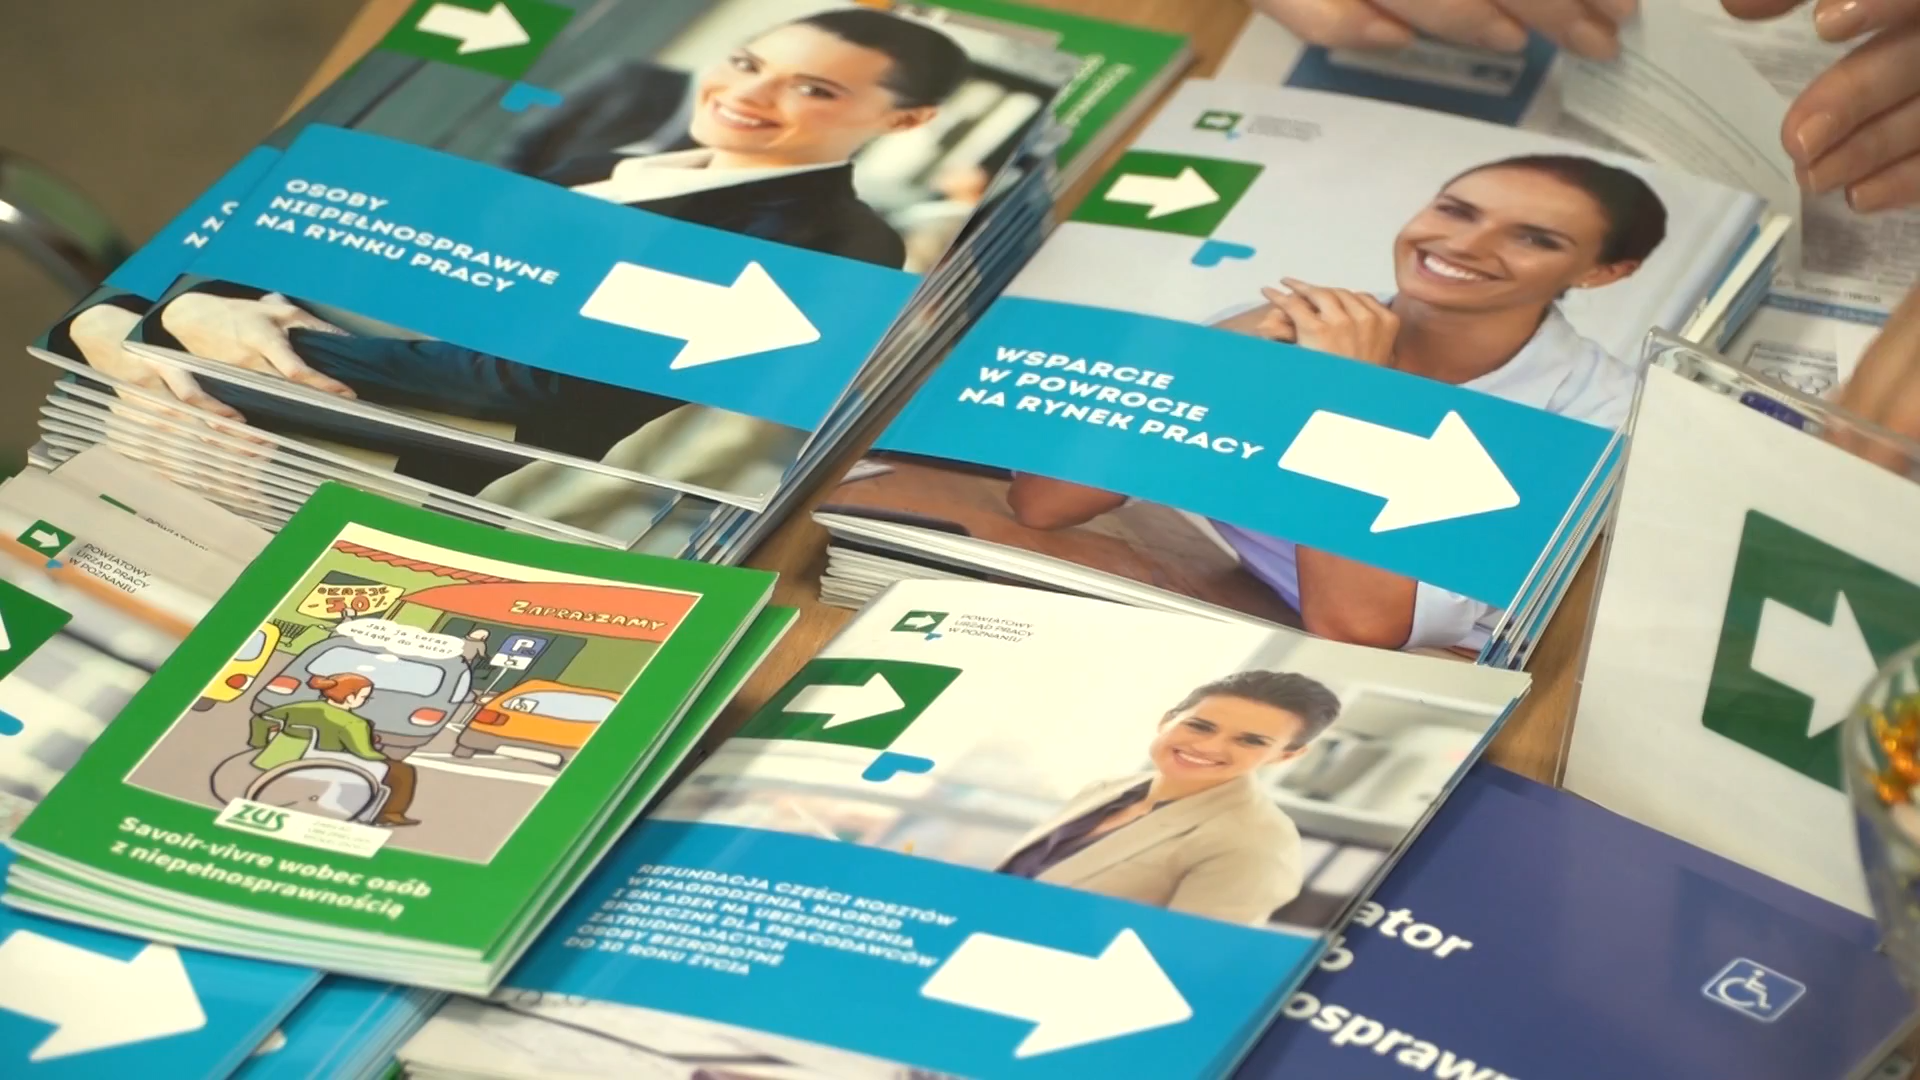 OSOBY
NIEPEŁNOSPRAWNE
NA RYNKU PRACY
WSPARCIE
W POWROCIE
NA RYNEK PRACY
POWIATOWY
URZĄD PRACY
W POZNANIU
OKAZJE
-30%
ZAPRASZAMY
Jak ja teraz
wsiądę do auta?
P
ZUS
Savoir-vivre wobec osób
z niepełnosprawnością
POWIATOWY
URZĄD PRACY
W POZNANIU
REFUNDACJA CZĘŚCI KOSZTÓW
WYNAGRODZENIA, NAGRÓD
I SKŁADEK NA UBEZPIECZENIA
SPOŁECZNE DLA PRACODAWCÓW
ZATRUDNIAJĄCYCH
OSOBY BEZROBOTNE
DO 30 ROKU ŻYCIA
ator
b
osprawn